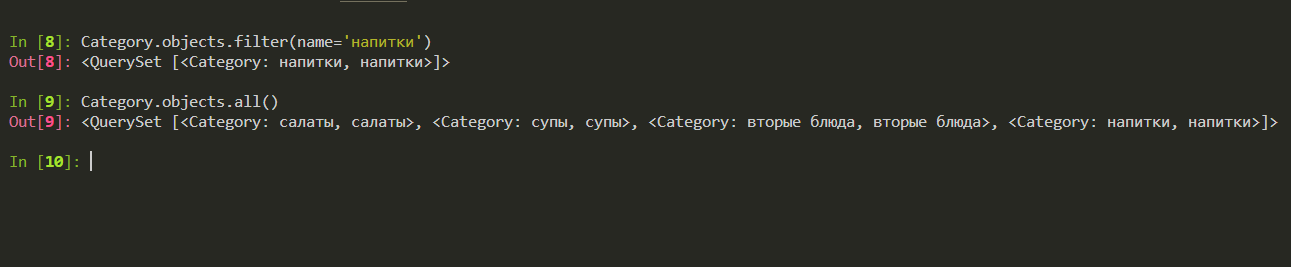 In [8]: Category.objects.filter(name='напитки')
Out[8]: <QuerySet [<Category: напитки, напитки>]>
In [9]: Category.objects.all()
Out[9]: <QuerySet [<Category: салаты, салаты>, <Category: супы, супы>, <Category: вторые блюда, вторые блюда>, <Category: напитки, напитки>]>
In [10]: